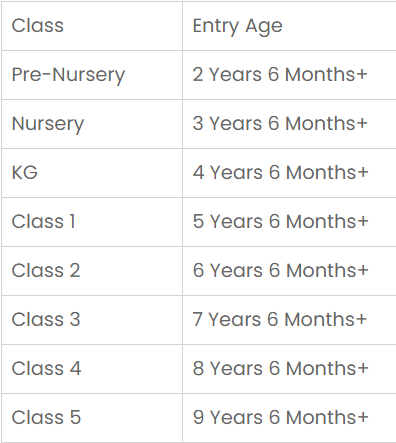 Class Entry Age
Pre-Nursery 2 Years 6 Months+
Nursery 3 Years 6 Months+
KG 4 Years 6 Months+
Class 1 5 Years 6 Months+
Class 2 6 Years 6 Months+
Class 3 7 Years 6 Months+
Class 4 8 Years 6 Months+
Class 5 9 Years 6 Months+